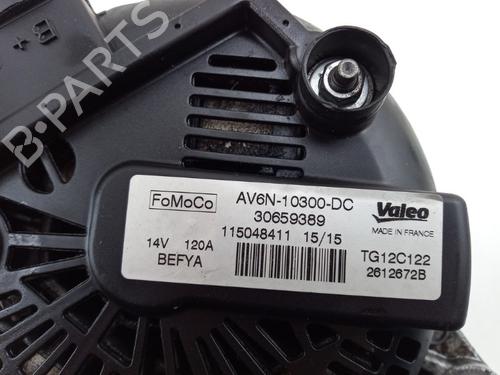 B+
B-PARTS
FoMoCo
AV6N-10300-DC
30659389
Valeo
MADE IN FRANCE
115048411 15/15
14V 120A
BEFYA
TG12C122
2612672B